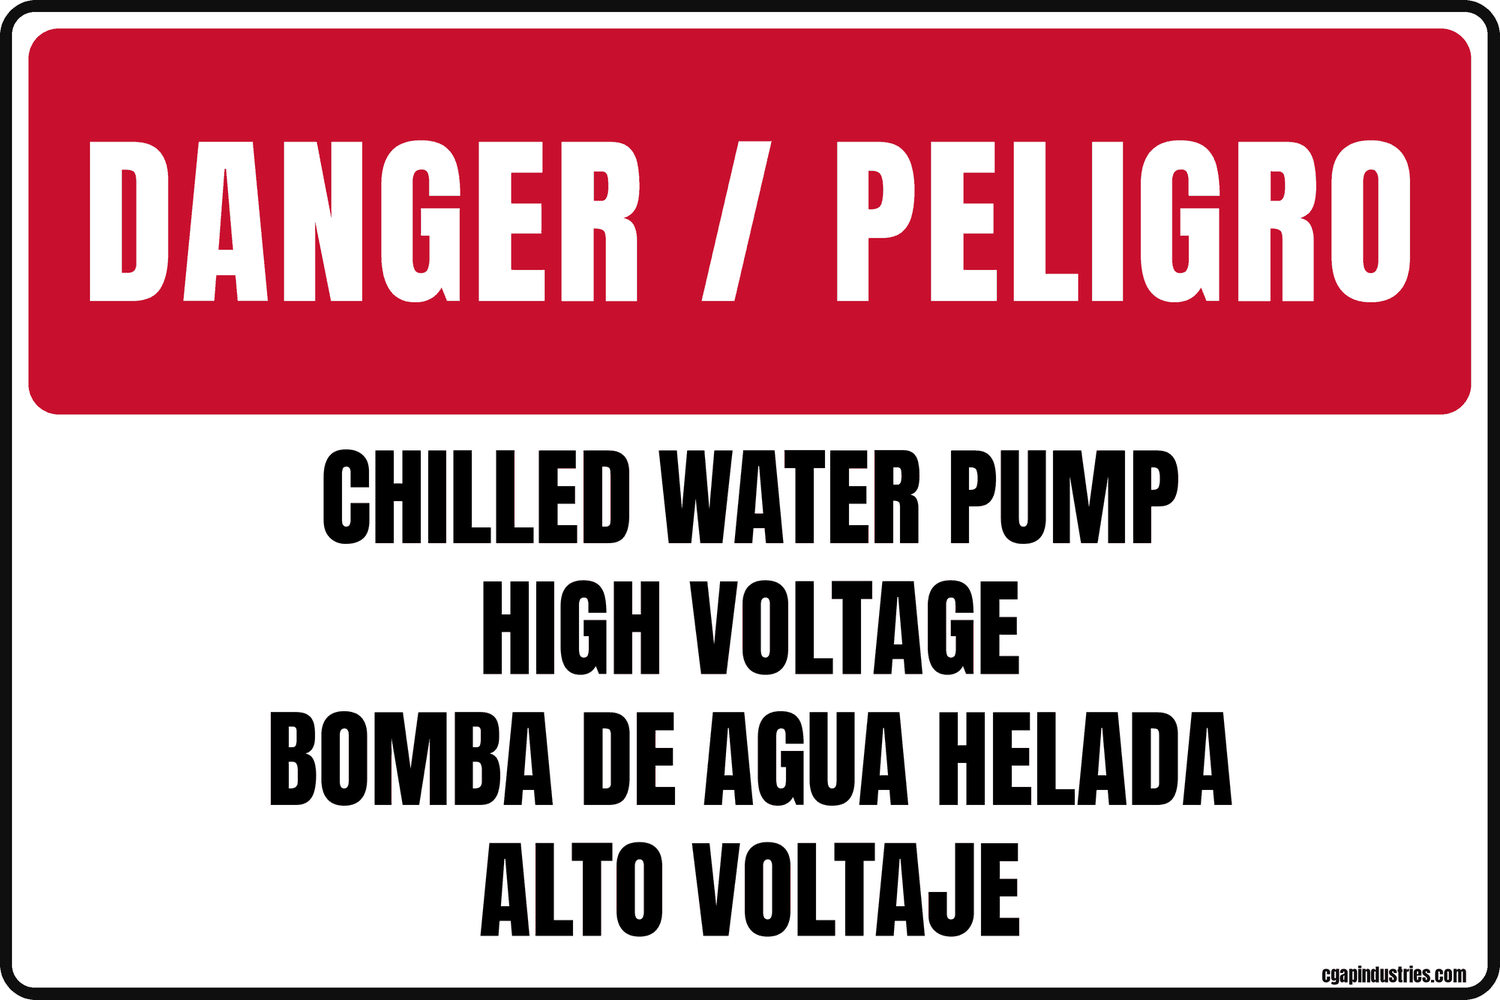 DANGER / PELIGRO
CHILLED WATER PUMP
HIGH VOLTAGE
BOMBA DE AGUA HELADA
ALTO VOLTAJE
cgapindustries.com